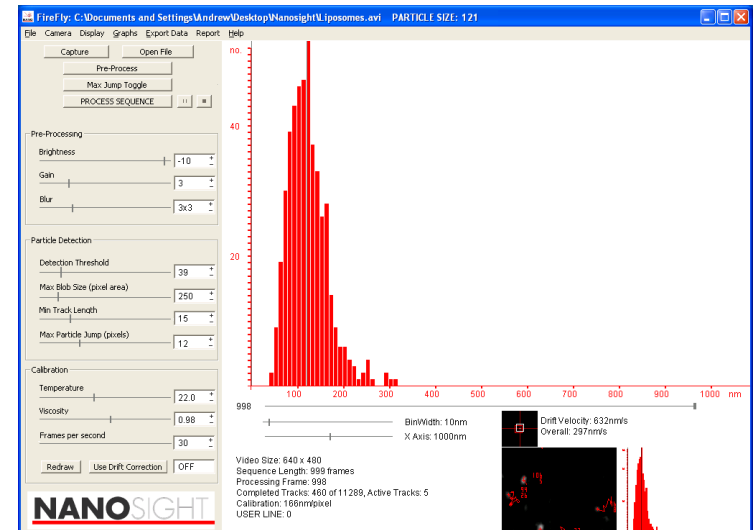 FireFly: C:\Documents and Settings\Andrew\Desktop\Nanosight\Liposomes.avi PARTICLE SIZE: 121
File Camera Display Graphs Export Data Report Help
Capture Open File
Pre-Process
Max Jump Toggle
PROCESS SEQUENCE
Pre-Processing
Brightness
-10
Gain
3
Blur
3x3
Particle Detection
Detection Threshold
39
Max Blob Size (pixel area)
250
Min Track Length
15
Max Particle Jump (pixels)
12
Calibration
Temperature
22.0
Viscosity
0.98
Frames per second
30
Redraw Use Drift Correction OFF
NANOSIGHT
no.
40
20
100 200 300 400 500 600 700 800 900 1000 nm
998
BinWidth: 10nm
X Axis: 1000nm
Drift Velocity: 632nm/s
Overall: 297nm/s
Video Size: 640 x 480
Sequence Length: 999 frames
Processing Frame: 998
Completed Tracks: 460 of 11289, Active Tracks: 5
Calibration: 166nm/pixel
USER LINE: 0